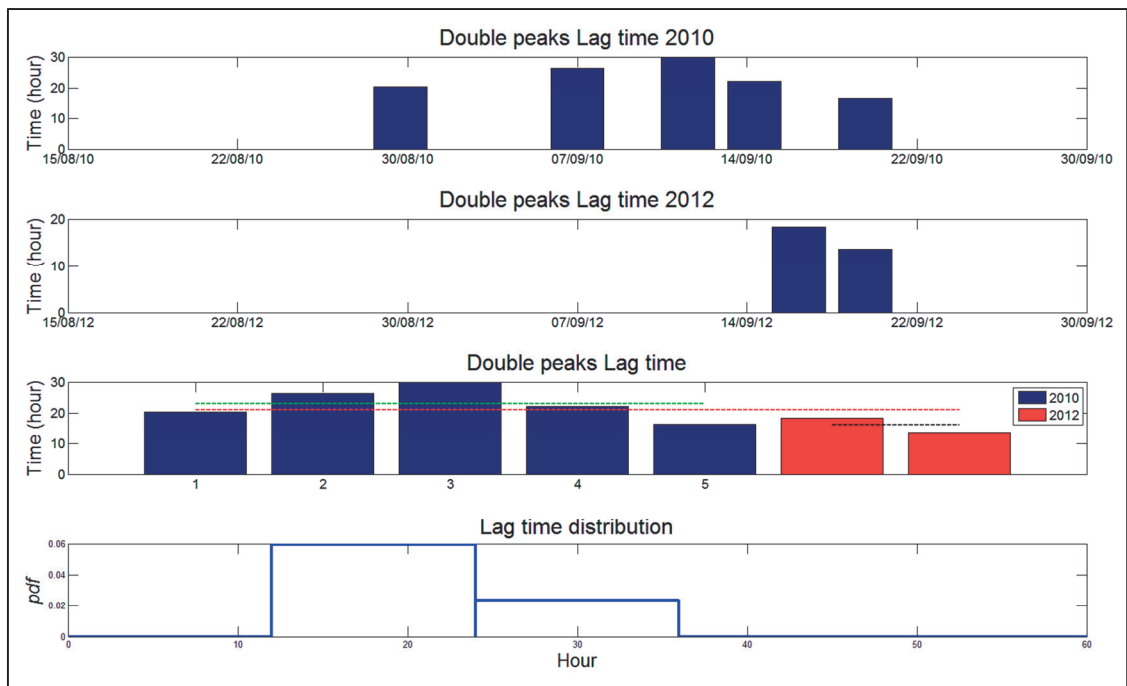 Double peaks Lag time 2010
Time (hour)
30
20
10
0
15/08/10 22/08/10 30/08/10 07/09/10 14/09/10 22/09/10 30/09/10
Double peaks Lag time 2012
Time (hour)
20
10
0
15/08/12 22/08/12 30/08/12 07/09/12 14/09/12 22/09/12 30/09/12
Double peaks Lag time
Time (hour)
30
20
10
0
2010
2012
1 2 3 4 5
Lag time distribution
pdf
0.06
0.04
0.02
0
0 10 20 30 40 50 60
Hour